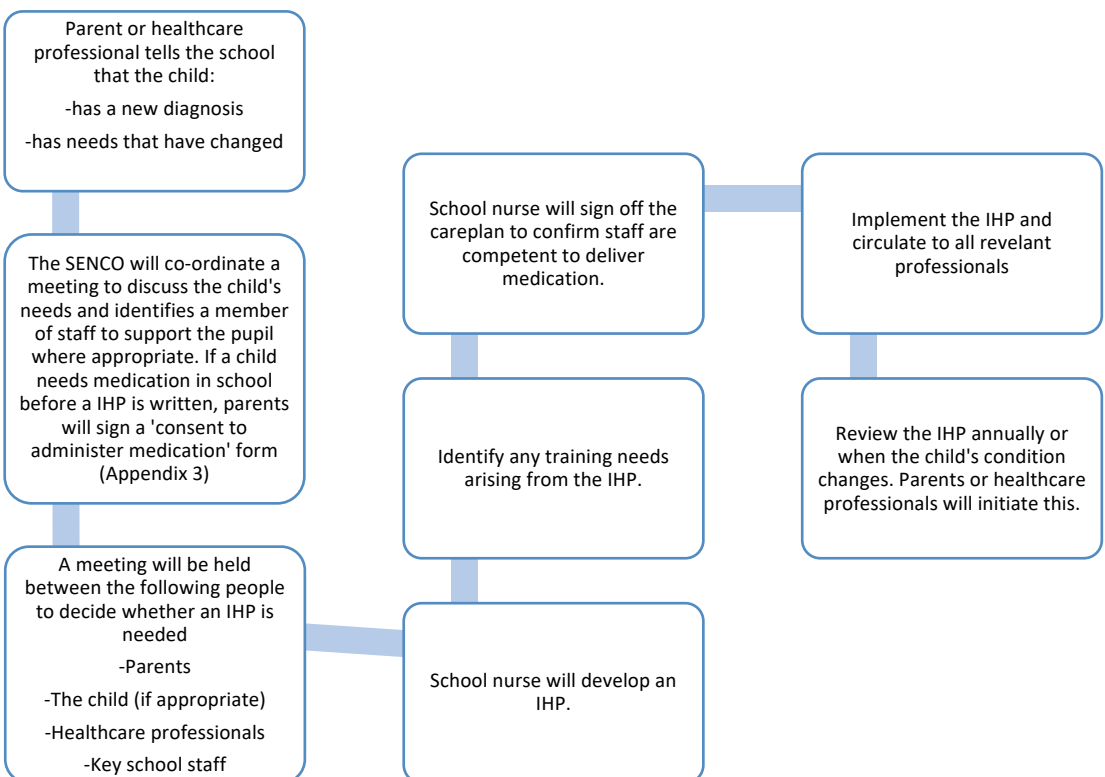 Parent or healthcare
professional tells the school
that the child:
-has a new diagnosis
-has needs that have changed
The SENCO will co-ordinate a
meeting to discuss the child's
needs and identifies a member
of staff to support the pupil
where appropriate. If a child
needs medication in school
before a IHP is written, parents
will sign a 'consent to
administer medication' form
(Appendix 3)
A meeting will be held
between the following people
to decide whether an IHP is
needed
-Parents
-The child (if appropriate)
-Healthcare professionals
-Key school staff
School nurse will develop an
IHP.
Identify any training needs
arising from the IHP.
School nurse will sign off the
careplan to confirm staff are
competent to deliver
medication.
Implement the IHP and
circulate to all revelant
professionals
Review the IHP annually or
when the child's condition
changes. Parents or healthcare
professionals will initiate this.